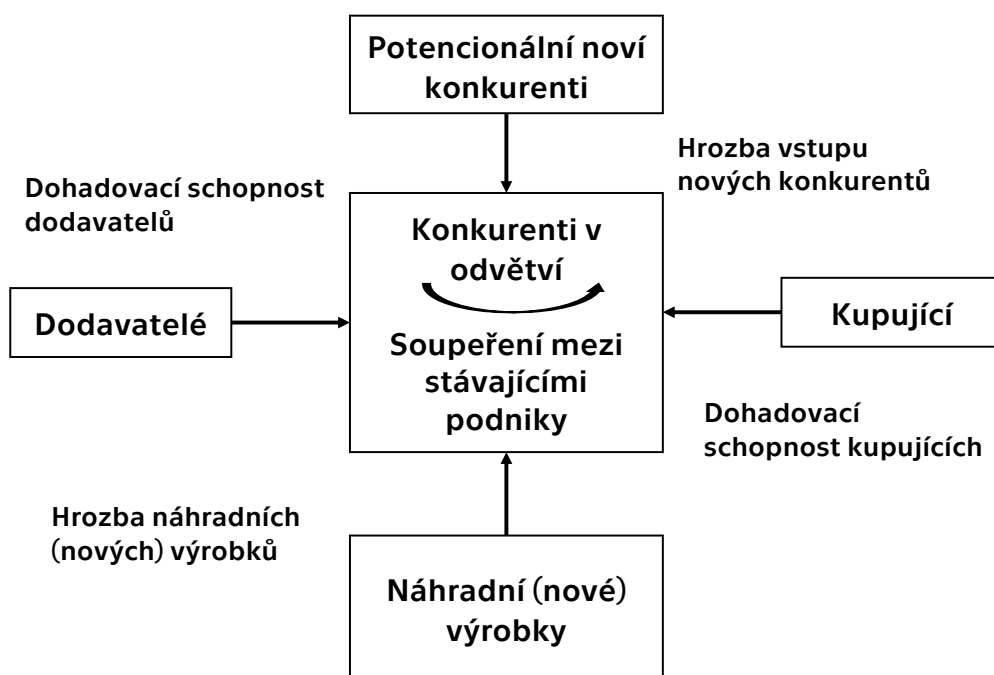 Potencionální noví
konkurenti
Hrozba vstupu
nových konkurentů
Dohadovací schopnost
dodavatelů
Konkurenti v
odvětví
Dodavatelé
Kupující
Soupeření mezi
stávajícími
podniky
Dohadovací
schopnost kupujících
Hrozba náhradních
(nových) výrobků
Náhradní (nové)
výrobky